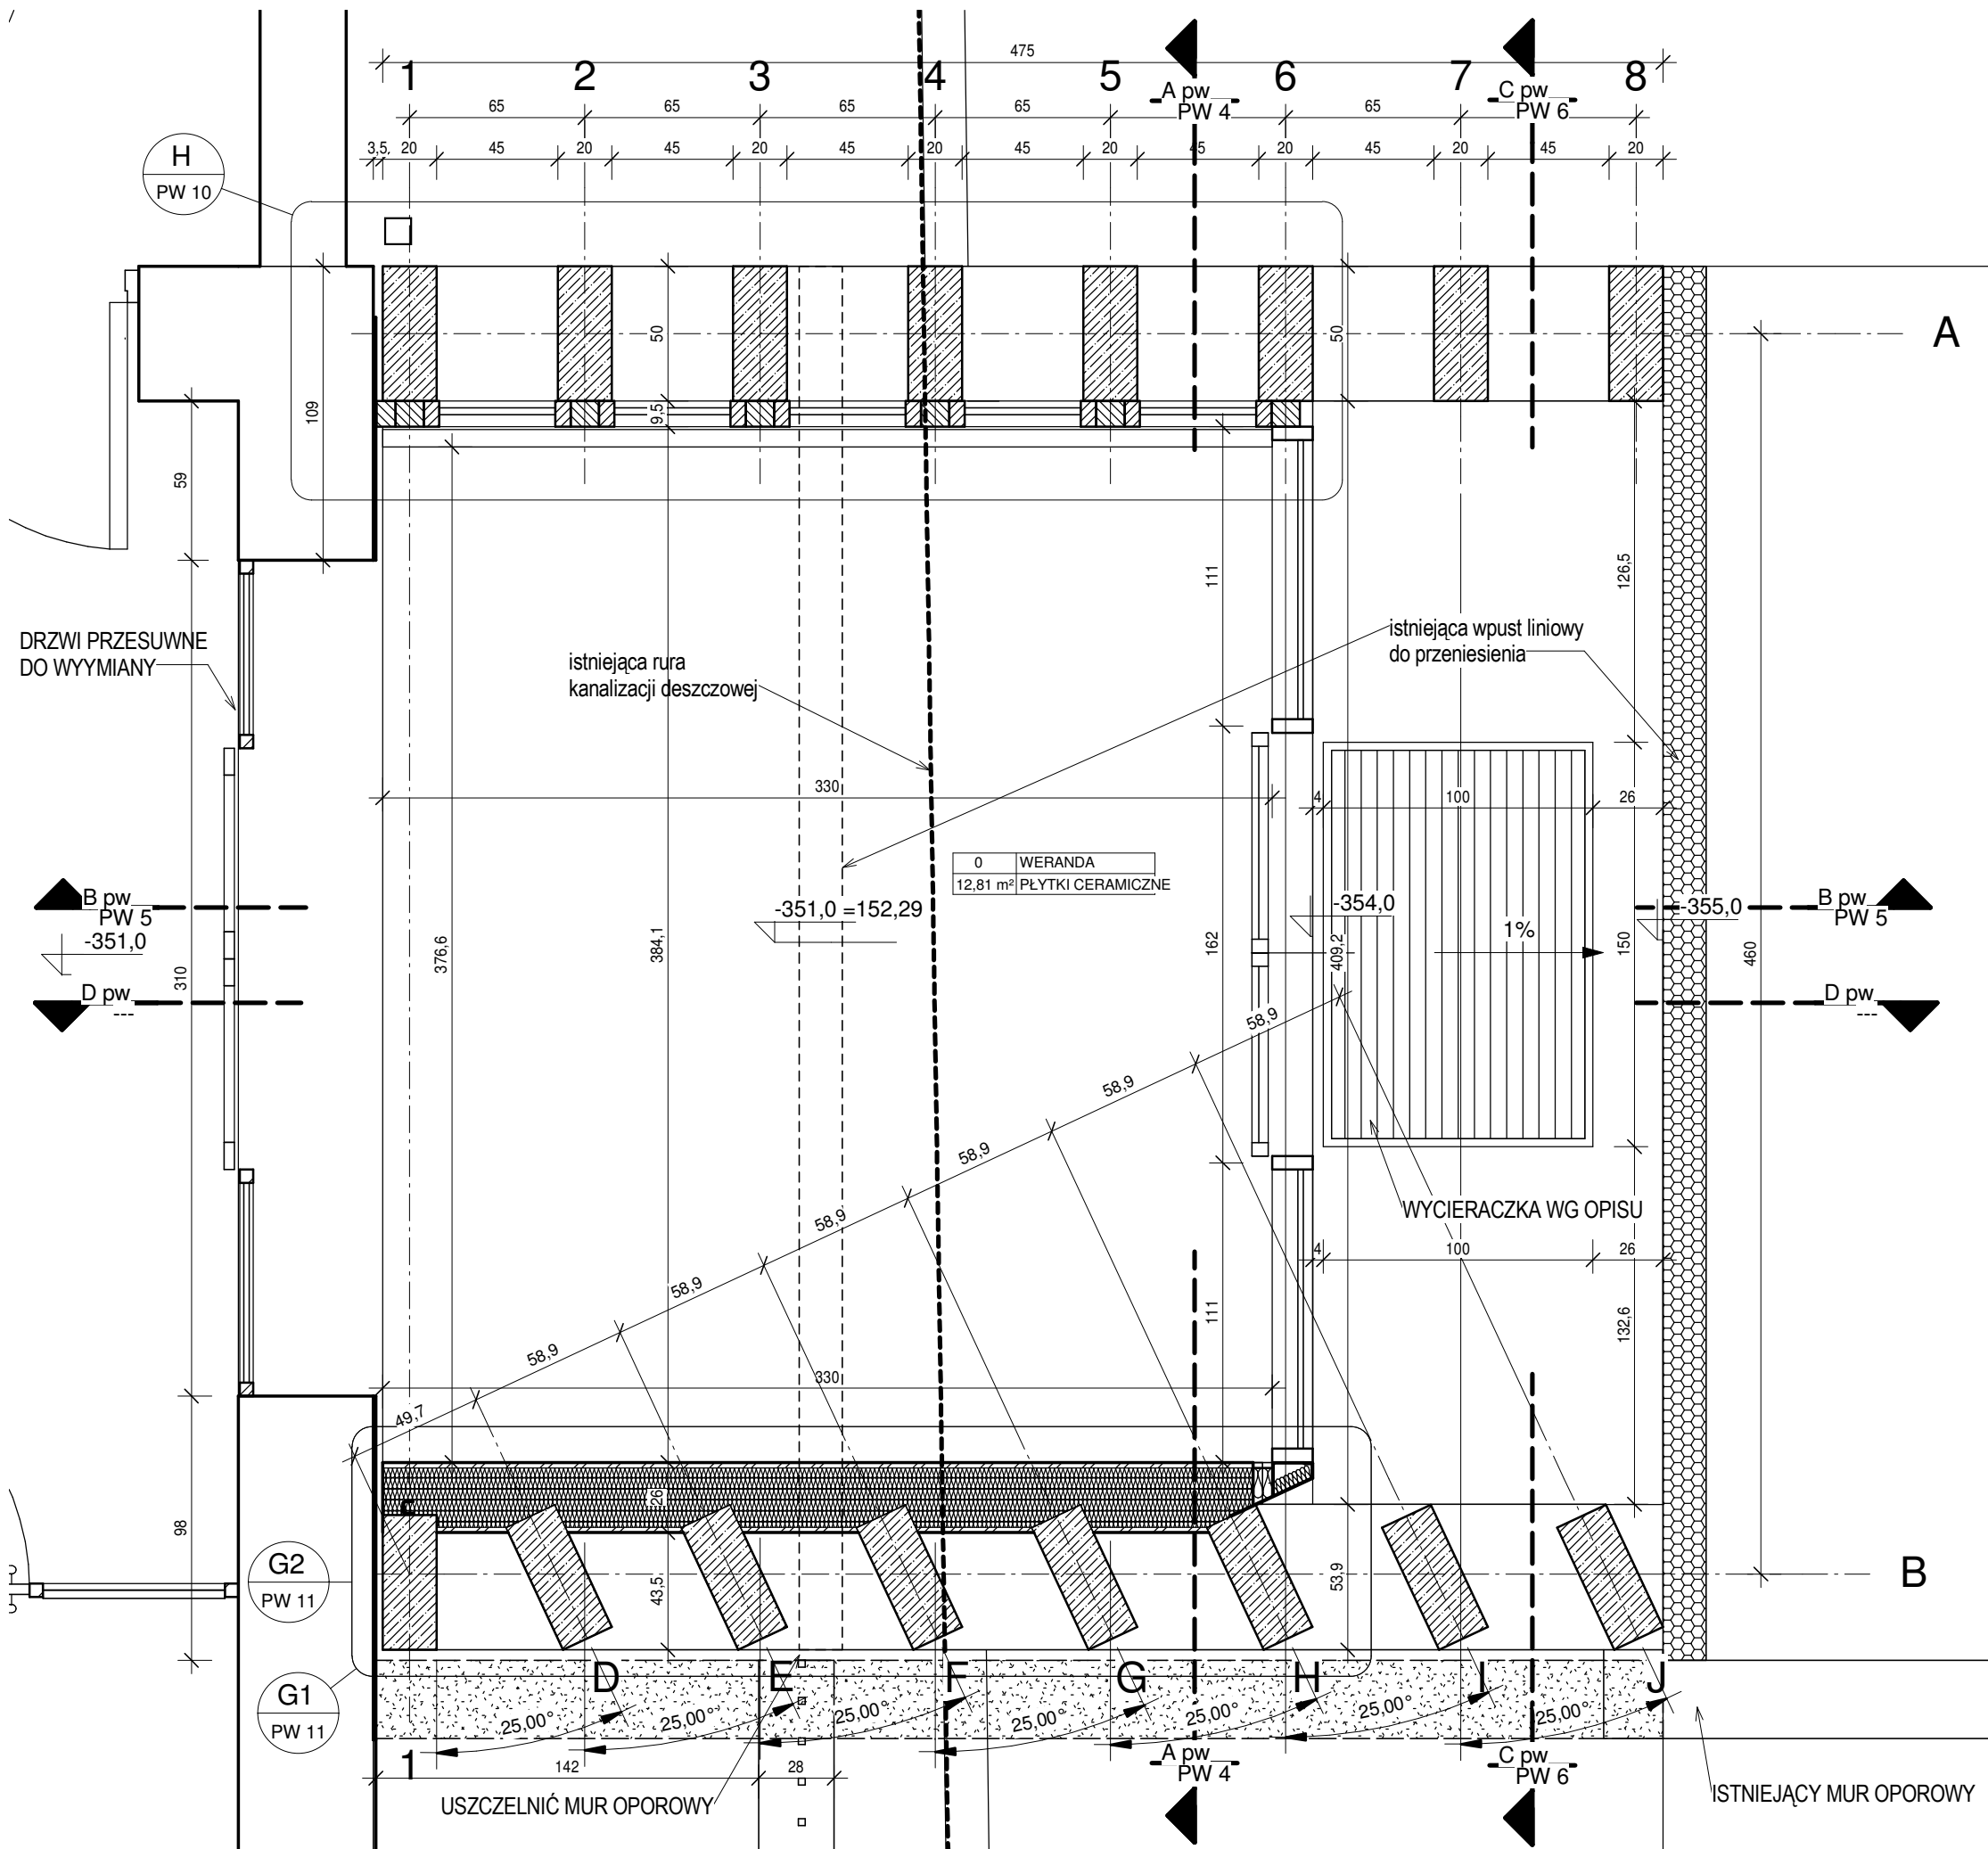 475
1 2 3 4 5 6 7 8
A pw
PW 4
C pw
PW 6
65 65 65 65 65
3,5 20 45 20 45 20 45 20 45 20 45 20 45 20 45 20
H
PW 10
A
50
50
9,5
109
59
111
126,5
DRZWI PRZESUWNE
DO WYYMIANY
istniejąca rura
kanalizacji deszczowej
istniejąca wpust liniowy
do przeniesienia
330
4 100 26
0 WERANDA
12,81 m² PŁYTKI CERAMICZNE
-351,0 =152,29
-354,0
-355,0
B pw
PW 5
-351,0
B pw
PW 5
1%
376,6
384,1
162
409,2
150
460
310
D pw
---
D pw
---
58,9
58,9
58,9
58,9
58,9
58,9
49,7
WYCIERACZKA WG OPISU
4 100 26
111
132,6
330
26
98
G2
PW 11
43,5
53,9
B
G1
PW 11
D E F G H I J
25,00° 25,00° 25,00° 25,00° 25,00° 25,00° 25,00°
1
142 28
A pw
PW 4
C pw
PW 6
USZCZELNIĆ MUR OPOROWY
ISTNIEJĄCY MUR OPOROWY